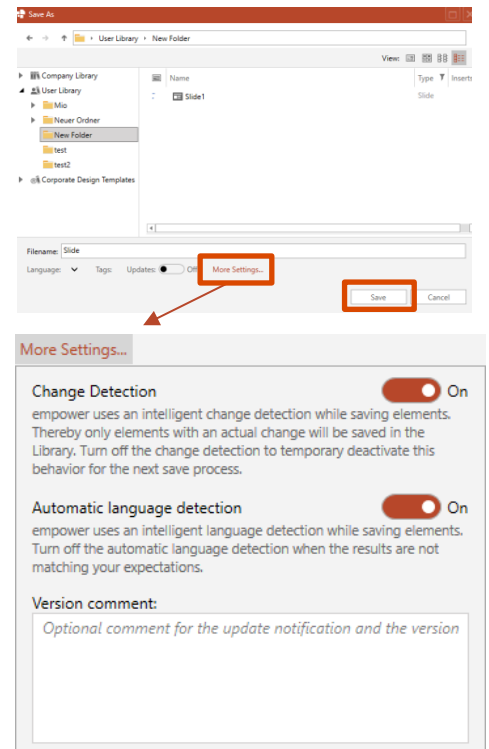 Save As
User Library › New Folder
View:
Company Library
User Library
Mio
Neuer Ordner
New Folder
test
test2
Corporate Design Templates
Name Type Inserts
Slide1 Slide
Filename: Slide
Language: Tags: Updates: Off More Settings...
Save Cancel
More Settings...
Change Detection On
empower uses an intelligent change detection while saving elements.
Thereby only elements with an actual change will be saved in the
Library. Turn off the change detection to temporary deactivate this
behavior for the next save process.
Automatic language detection On
empower uses an intelligent language detection while saving elements.
Turn off the automatic language detection when the results are not
matching your expectations.
Version comment:
Optional comment for the update notification and the version